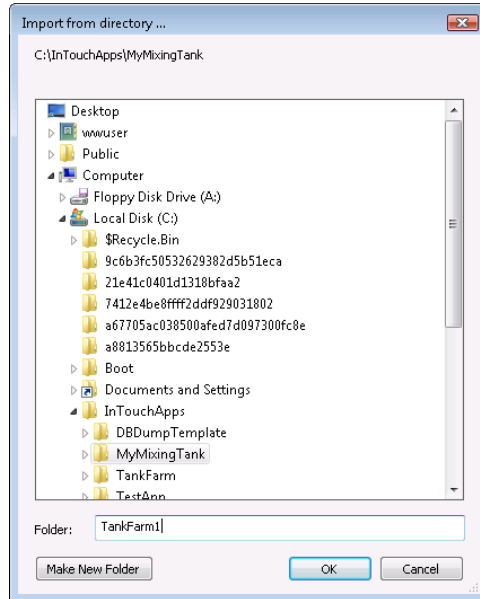 Import from directory ...
C:\InTouchApps\MyMixingTank
Desktop
wwuser
Public
Computer
Floppy Disk Drive (A:)
Local Disk (C:)
$Recycle.Bin
9c6b3fc50532629382d5b51eca
21e41c0401d1318bfaa2
7412e4be8ffff2ddf929031802
a67705ac038500afed7d097300fc8e
a8813565bbcde2553e
Boot
Documents and Settings
InTouchApps
DBDumpTemplate
MyMixingTank
TankFarm
TestApp
Folder: TankFarm1
Make New Folder OK Cancel